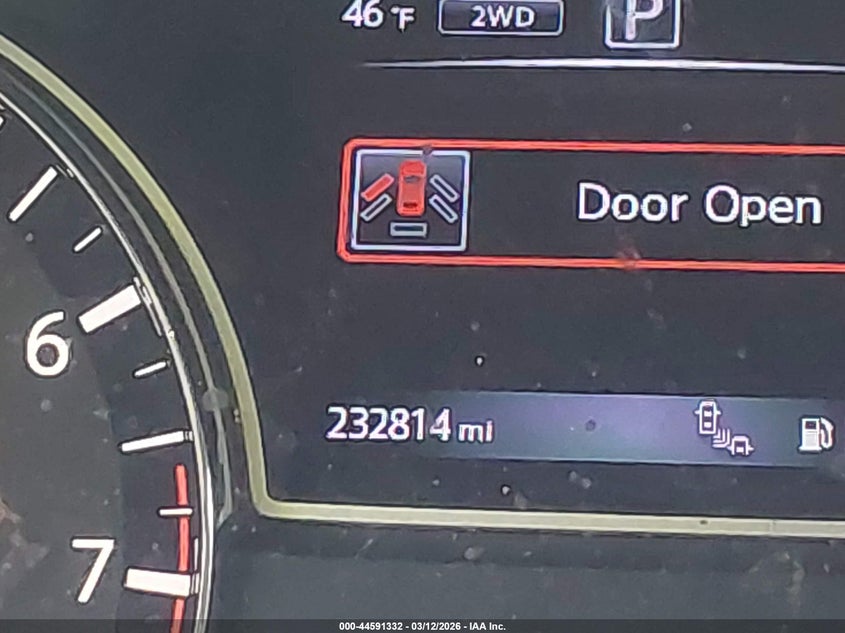 46 °F 2WD P
Door Open
6
232814 mi
7
000-44591332 - 03/12/2026 - IAA Inc.